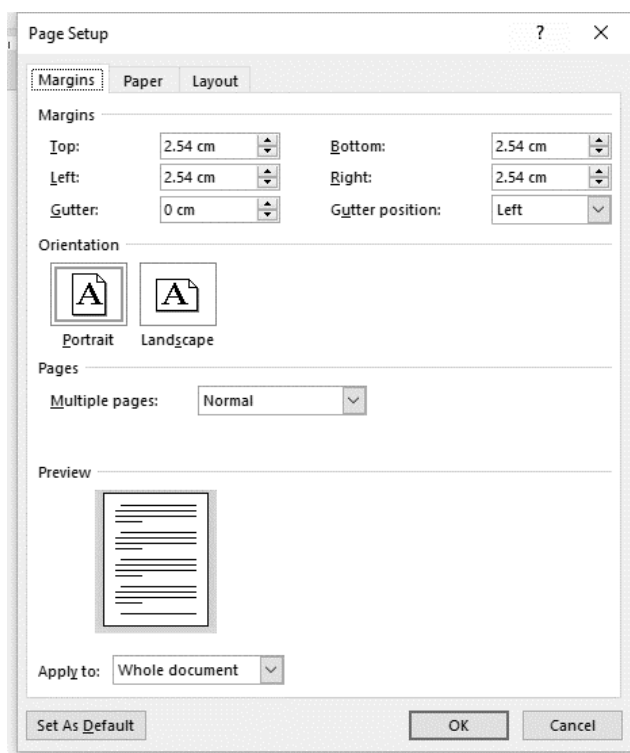 Page Setup ? ×
Margins Paper Layout
Margins
Top: 2.54 cm Bottom: 2.54 cm
Left: 2.54 cm Right: 2.54 cm
Gutter: 0 cm Gutter position: Left
Orientation
A A
Portrait Landscape
Pages
Multiple pages: Normal
Preview
Apply to: Whole document
Set As Default OK Cancel